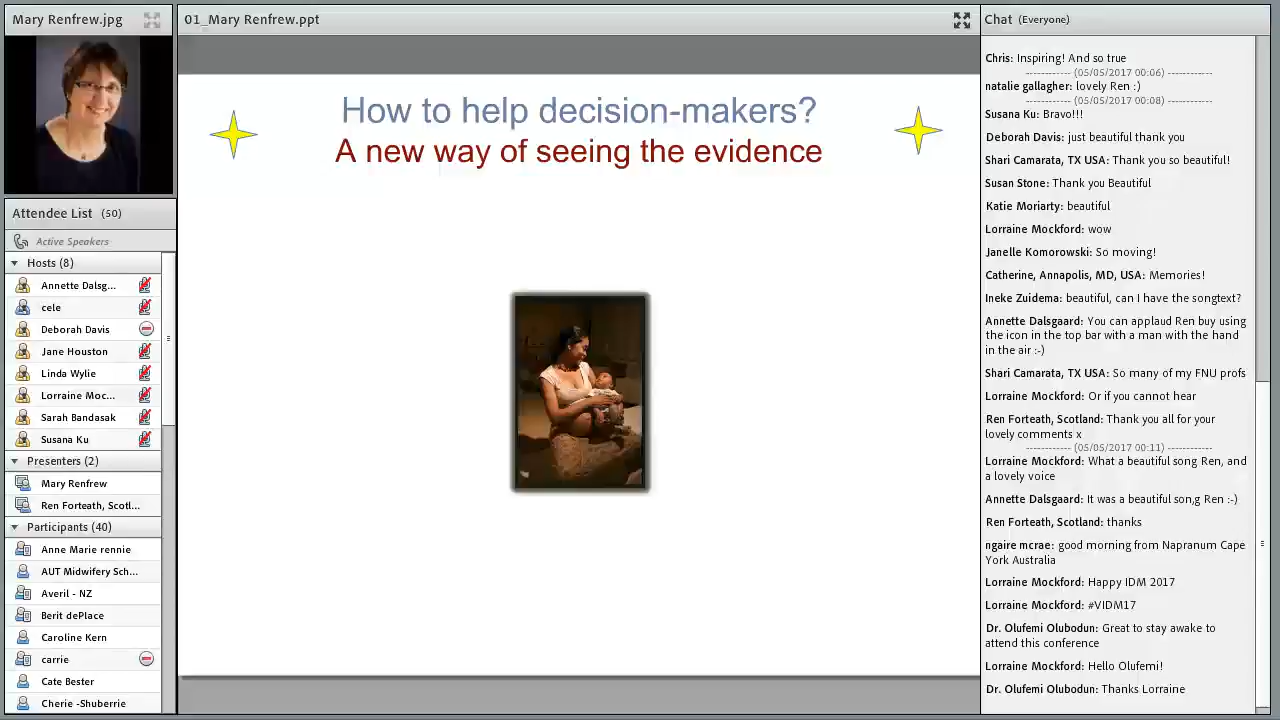 Mary Renfrew.jpg
Attendee List (50)
Active Speakers
Hosts (8)
Annette Dalsg...
cele
Deborah Davis
Jane Houston
Linda Wylie
Lorraine Moc...
Sarah Bandasak
Susana Ku
Presenters (2)
Mary Renfrew
Ren Forteath, Scotl...
Participants (40)
Anne Marie rennie
AUT Midwifery Sch...
Averil - NZ
Berit dePlace
Caroline Kern
carrie
Cate Bester
Cherie -Shuberrie
01_Mary Renfrew.ppt
How to help decision-makers?
A new way of seeing the evidence
Chat (Everyone)
Chris: Inspiring! And so true
------------ (05/05/2017 00:06) ------------
natalie gallagher: lovely Ren :)
------------ (05/05/2017 00:08) ------------
Susana Ku: Bravo!!!
Deborah Davis: just beautiful thank you
Shari Camarata, TX USA: Thank you so beautiful!
Susan Stone: Thank you Beautiful
Katie Moriarty: beautiful
Lorraine Mockford: wow
Janelle Komorowski: So moving!
Catherine, Annapolis, MD, USA: Memories!
Ineke Zuidema: beautiful, can I have the songtext?
Annette Dalsgaard: You can applaud Ren buy using
the icon in the top bar with a man with the hand
in the air :-)
Shari Camarata, TX USA: So many of my FNU profs
Lorraine Mockford: Or if you cannot hear
Ren Forteath, Scotland: Thank you all for your
lovely comments x
------------ (05/05/2017 00:11) ------------
Lorraine Mockford: What a beautiful song Ren, and
a lovely voice
Annette Dalsgaard: It was a beautiful son,g Ren :-)
Ren Forteath, Scotland: thanks
ngaire mcrae: good morning from Napranum Cape
York Australia
Lorraine Mockford: Happy IDM 2017
Lorraine Mockford: #VIDM17
Dr. Olufemi Olubodun: Great to stay awake to
attend this conference
Lorraine Mockford: Hello Olufemi!
Dr. Olufemi Olubodun: Thanks Lorraine